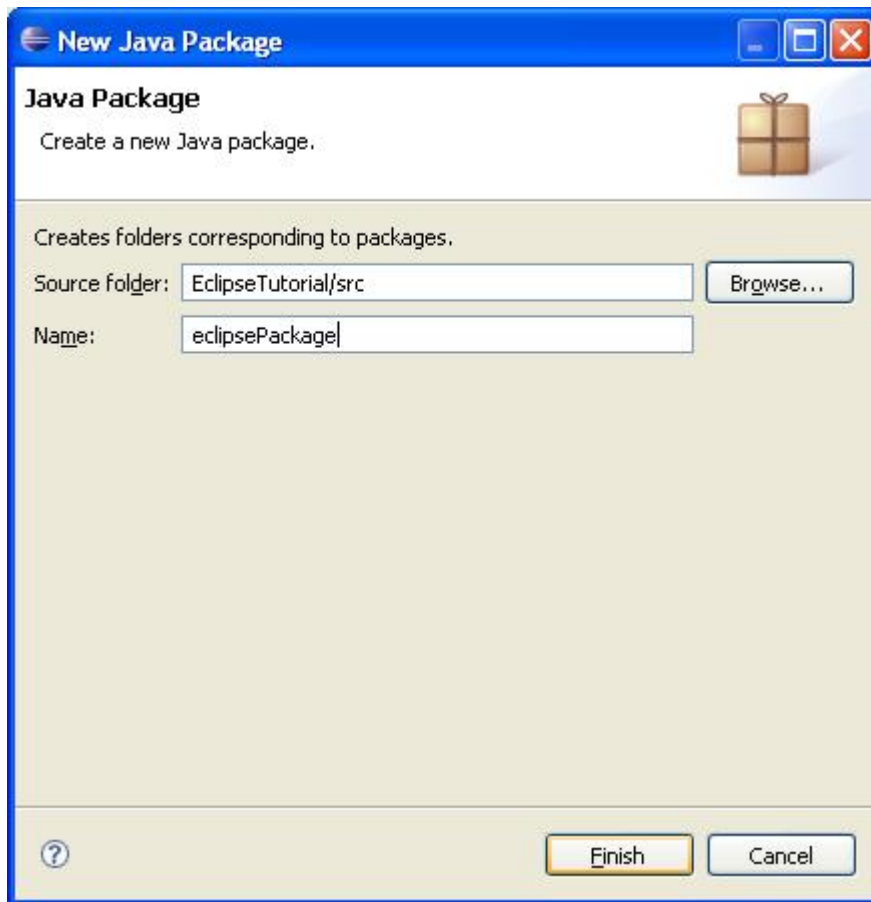 New Java Package
Java Package
Create a new Java package.
Creates folders corresponding to packages.
Source folder: EclipseTutorial/src Browse...
Name: eclipsePackage
? Finish Cancel